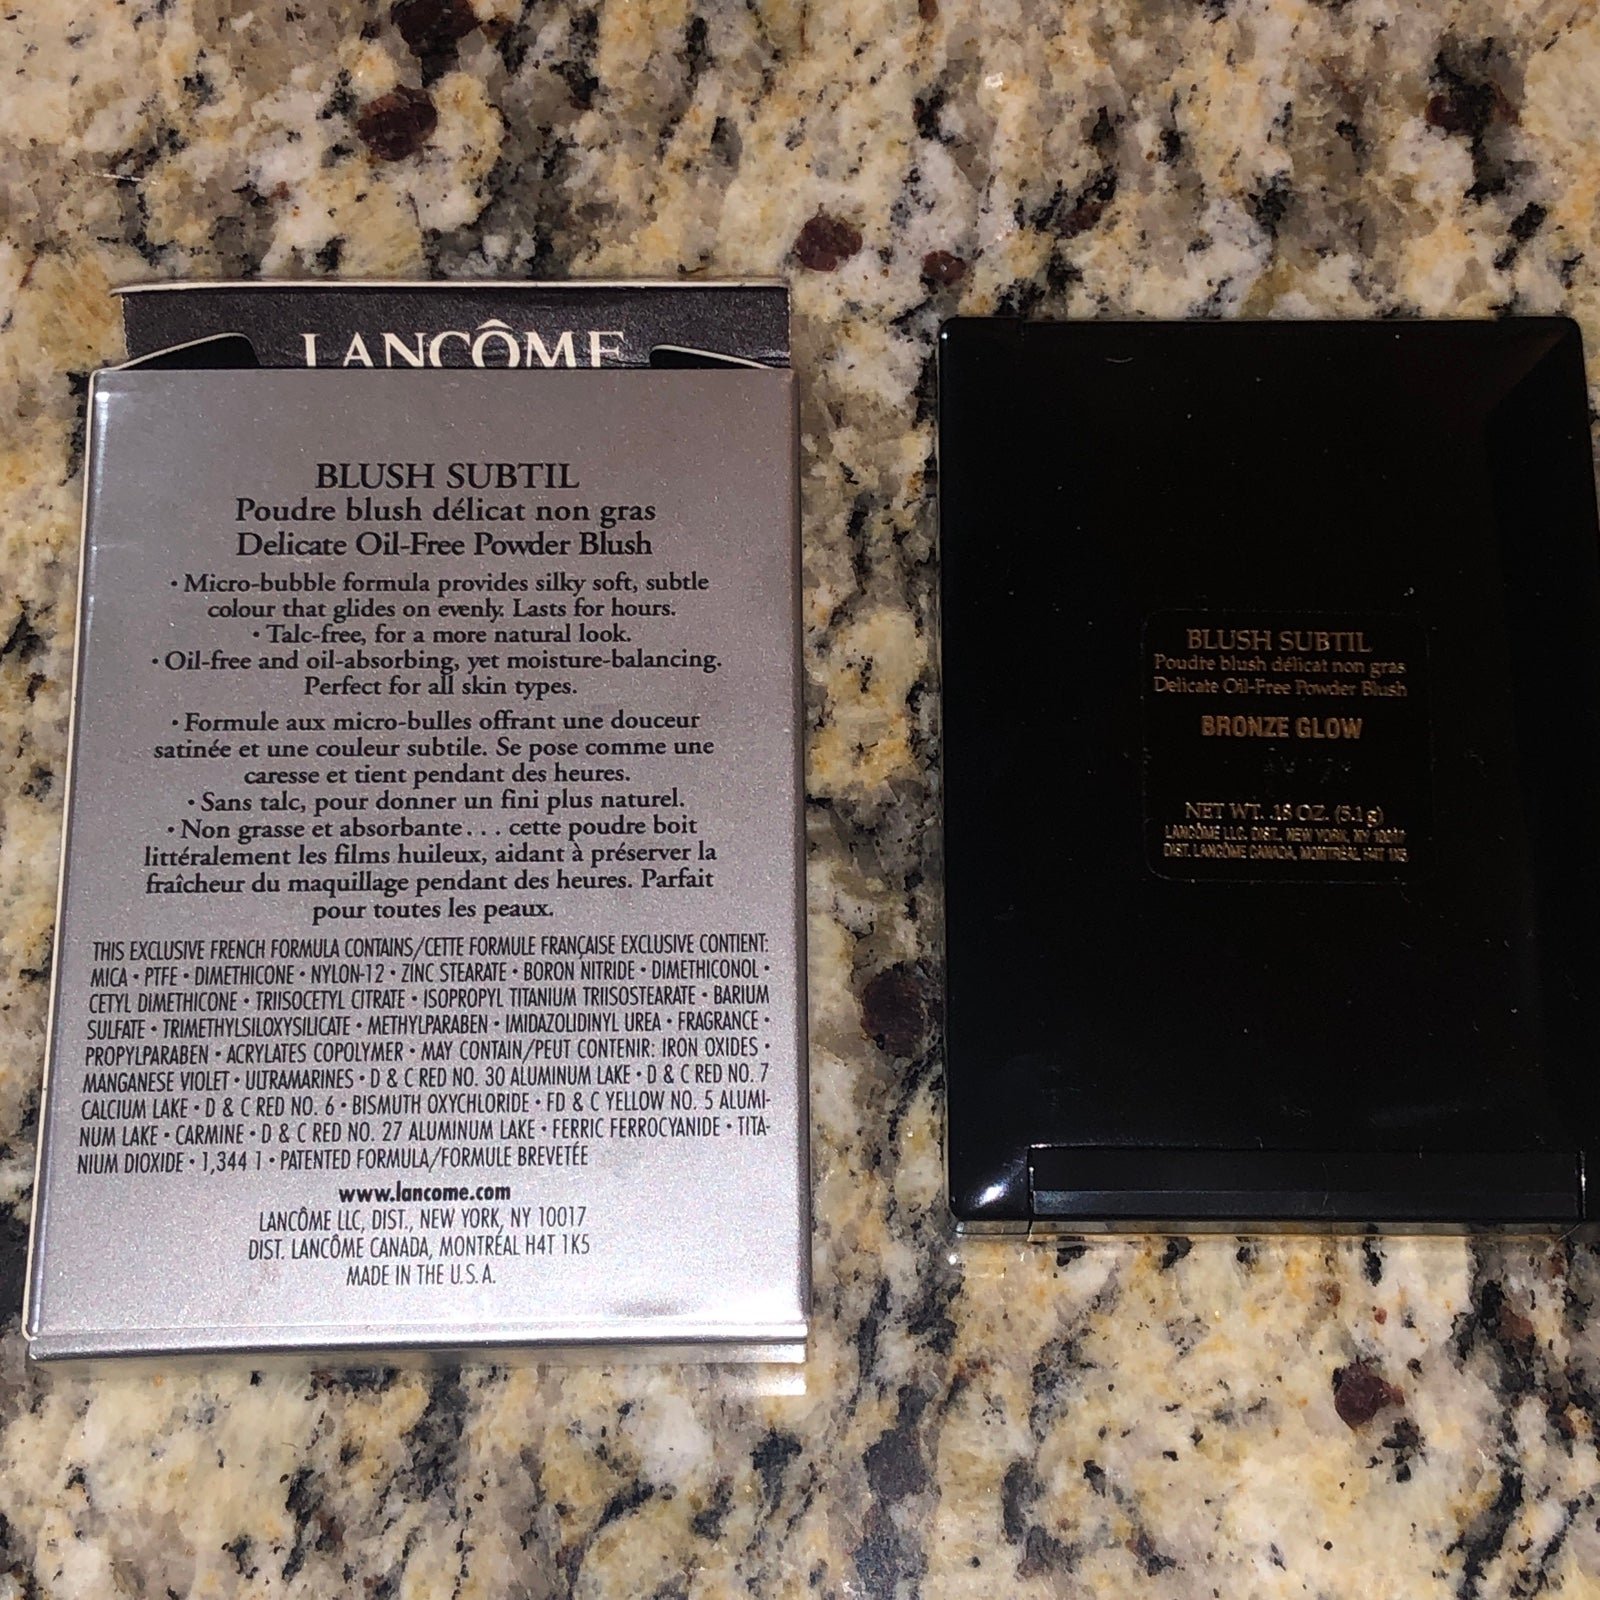 LANCÔME
BLUSH SUBTIL
Poudre blush délicat non gras
Delicate Oil-Free Powder Blush
• Micro-bubble formula provides silky soft, subtle
colour that glides on evenly. Lasts for hours.
• Talc-free, for a more natural look.
• Oil-free and oil-absorbing, yet moisture-balancing.
Perfect for all skin types.
• Formule aux micro-bulles offrant une douceur
satinée et une couleur subtile. Se pose comme une
caresse et tient pendant des heures.
• Sans talc, pour donner un fini plus naturel.
• Non grasse et absorbante... cette poudre boit
littéralement les films huileux, aidant à préserver la
fraîcheur du maquillage pendant des heures. Parfait
pour toutes les peaux.
THIS EXCLUSIVE FRENCH FORMULA CONTAINS/CETTE FORMULE FRANÇAISE EXCLUSIVE CONTIENT:
MICA • PTFE • DIMETHICONE • NYLON-12 • ZINC STEARATE • BORON NITRIDE • DIMETHICONOL •
CETYL DIMETHICONE • TRIISOCETYL CITRATE • ISOPROPYL TITANIUM TRIISOSTEARATE • BARIUM
SULFATE • TRIMETHYLSILOXYSILICATE • METHYLPARABEN • IMIDAZOLIDINYL UREA • FRAGRANCE •
PROPYLPARABEN • ACRYLATES COPOLYMER • MAY CONTAIN/PEUT CONTENIR: IRON OXIDES •
MANGANESE VIOLET • ULTRAMARINES • D & C RED NO. 30 ALUMINUM LAKE • D & C RED NO. 7
CALCIUM LAKE • D & C RED NO. 6 • BISMUTH OXYCHLORIDE • FD & C YELLOW NO. 5 ALUMI-
NUM LAKE • CARMINE • D & C RED NO. 27 ALUMINUM LAKE • FERRIC FERROCYANIDE • TITA-
NIUM DIOXIDE • 1,344 1 • PATENTED FORMULA/FORMULE BREVETÉE
www.lancome.com
LANCÔME LLC, DIST., NEW YORK, NY 10017
DIST. LANCÔME CANADA, MONTRÉAL H4T 1K5
MADE IN THE U.S.A.
BLUSH SUBTIL
Poudre blush délicat non gras
Delicate Oil-Free Powder Blush
BRONZE GLOW
NET WT. .18 OZ. (5.1 g)
LANCÔME LLC. DIST., NEW YORK, NY 10017
DIST. LANCÔME CANADA, MONTRÉAL H4T 1K5